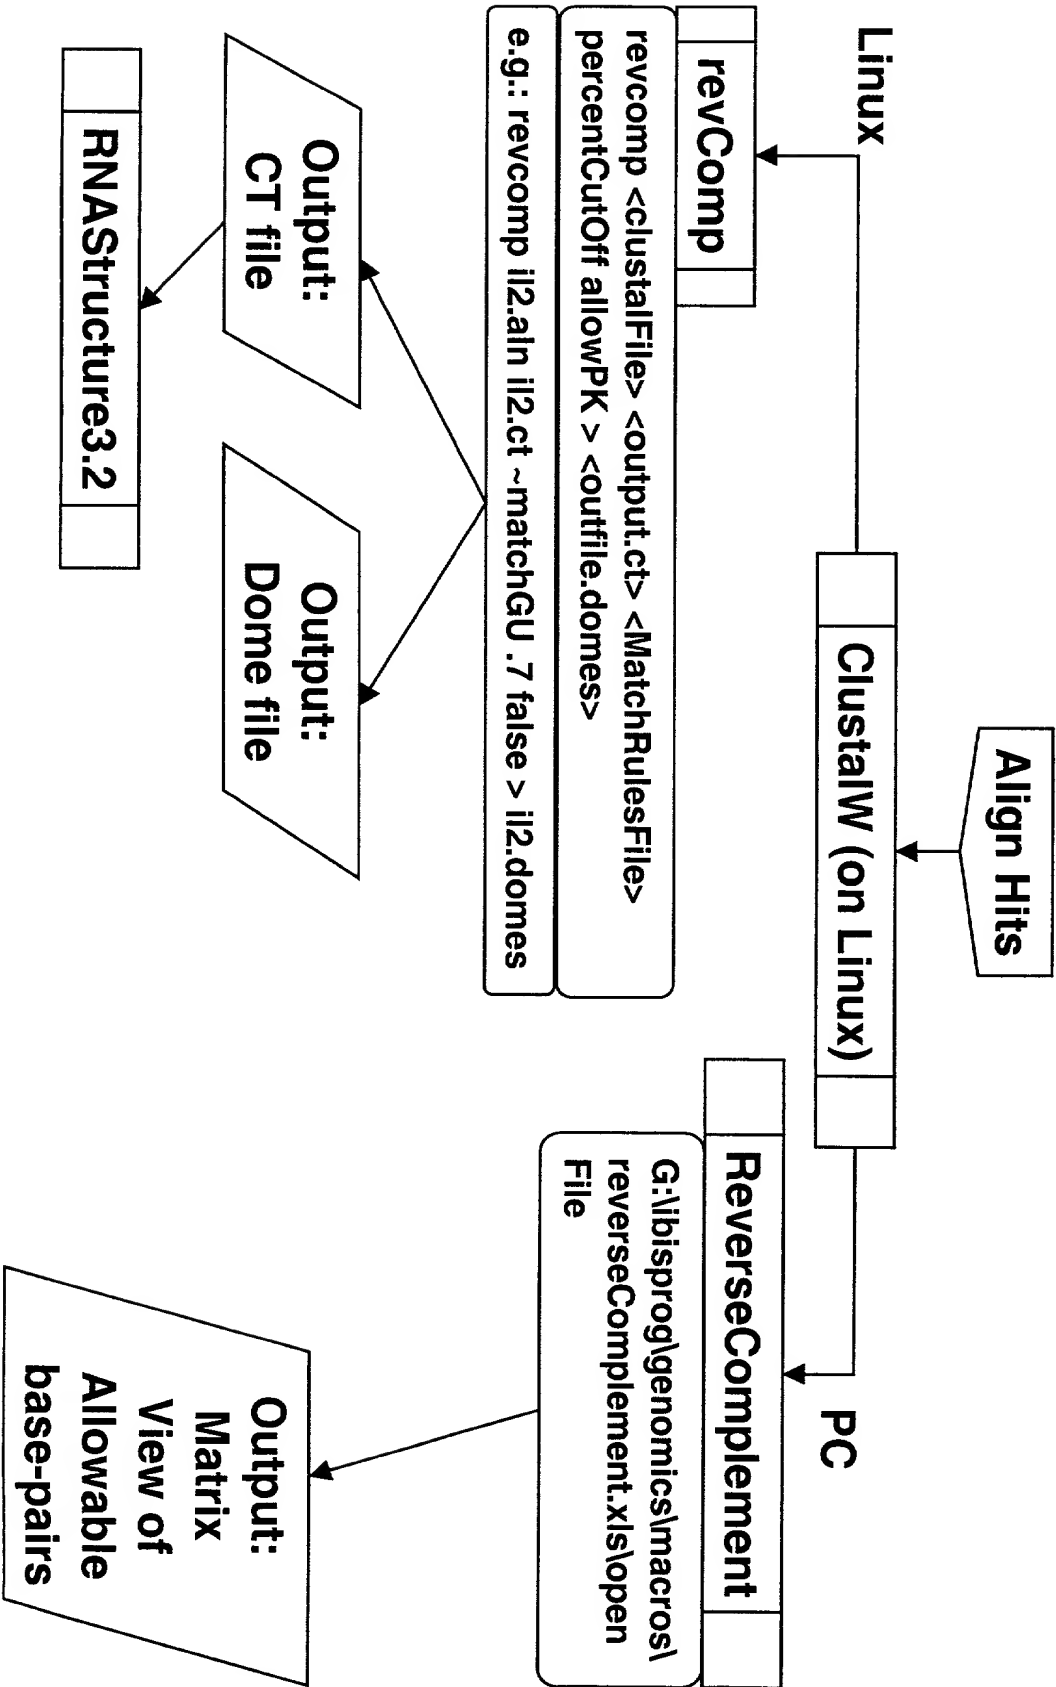 Align Hits
ClustalW (on Linux)
Linux
PC
revComp
revcomp <clustalFile> <output.ct> <MatchRulesFile>
percentCutOff allowPK > <outfile.domes>
e.g.: revcomp il2.aln il2.ct ~matchGU .7 false > il2.domes
Output:
CT file
Output:
Dome file
RNAStructure3.2
ReverseComplement
G:\ibisprog\genomics\macros\
reverseComplement.xls\open
File
Output:
Matrix
View of
Allowable
base-pairs